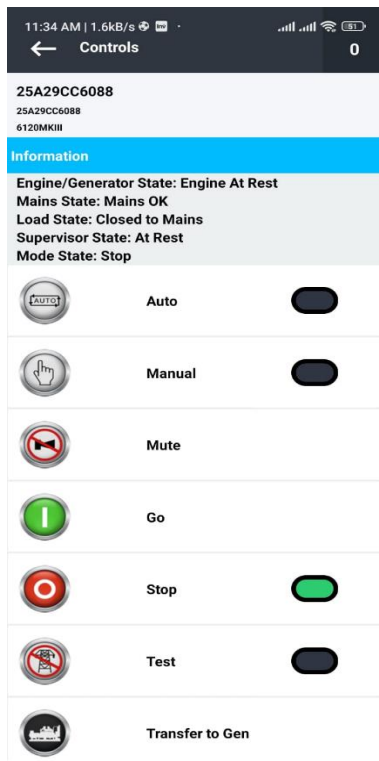 11:34 AM | 1.6kB/s
51
Controls
0
25A29CC6088
25A29CC6088
6120MKIII
Information
Engine/Generator State: Engine At Rest
Mains State: Mains OK
Load State: Closed to Mains
Supervisor State: At Rest
Mode State: Stop
AUTO
Auto
Manual
Mute
Go
Stop
Test
Transfer to Gen